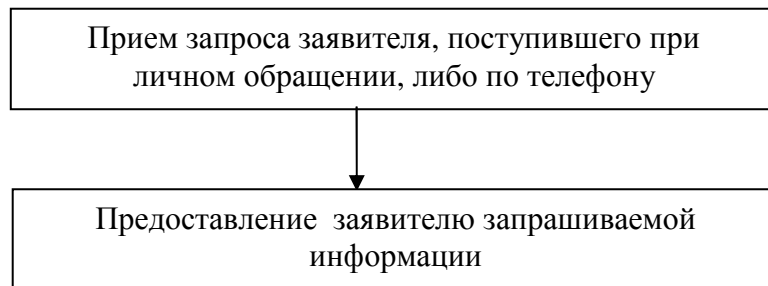 Прием запроса заявителя, поступившего при
личном обращении, либо по телефону
Предоставление  заявителю запрашиваемой
информации